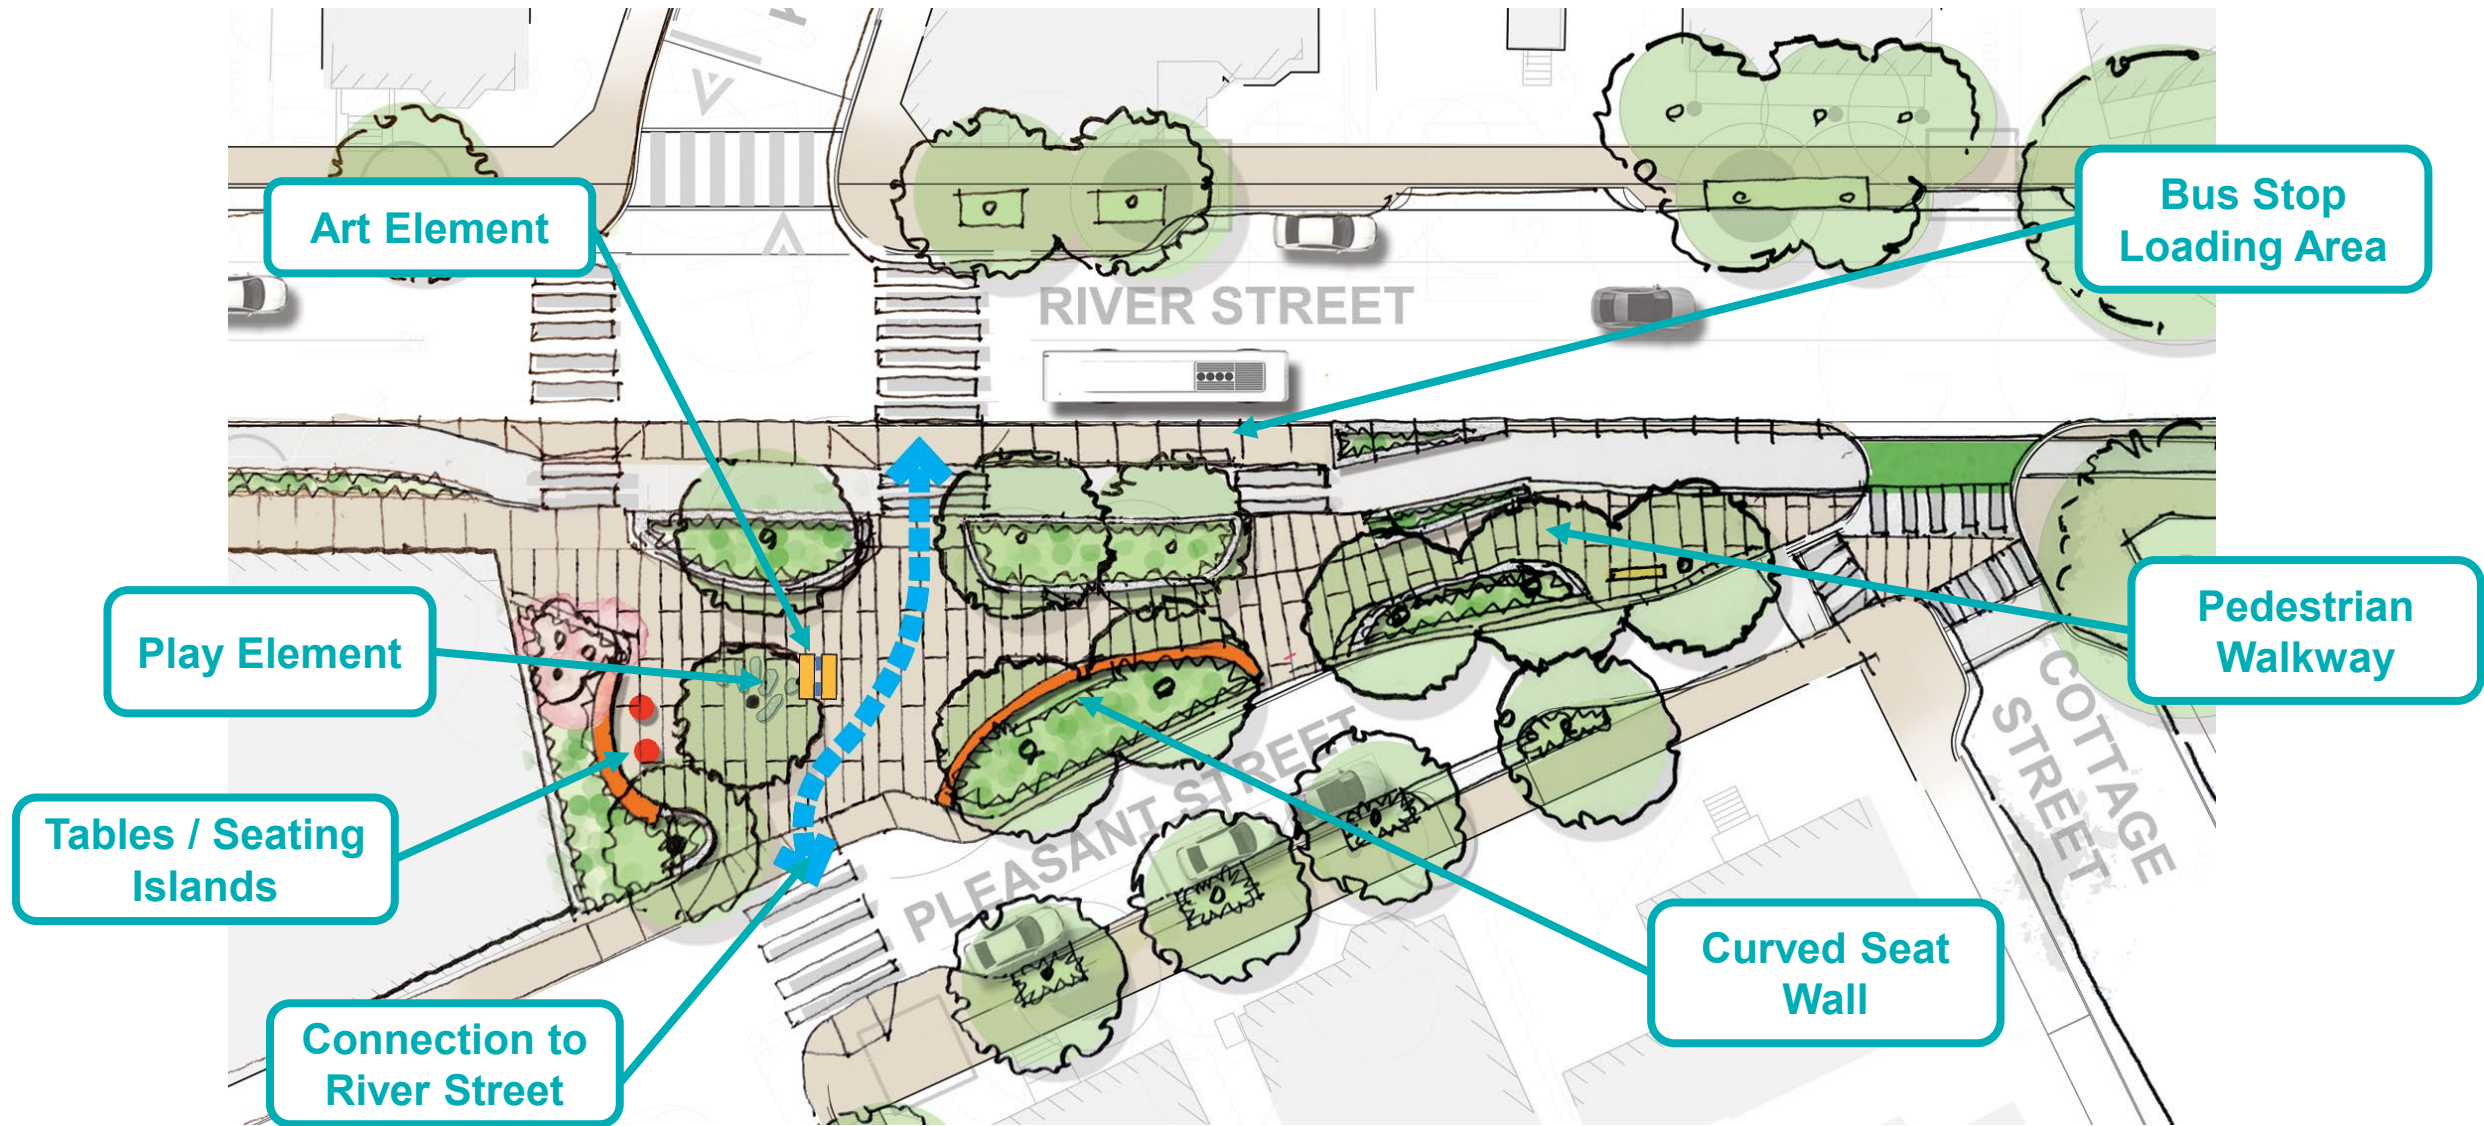 Art Element
Bus Stop
Loading Area
RIVER STREET
Play Element
Pedestrian
Walkway
Tables / Seating
Islands
PLEASANT STREET
COTTAGE
STREET
Curved Seat
Wall
Connection to
River Street